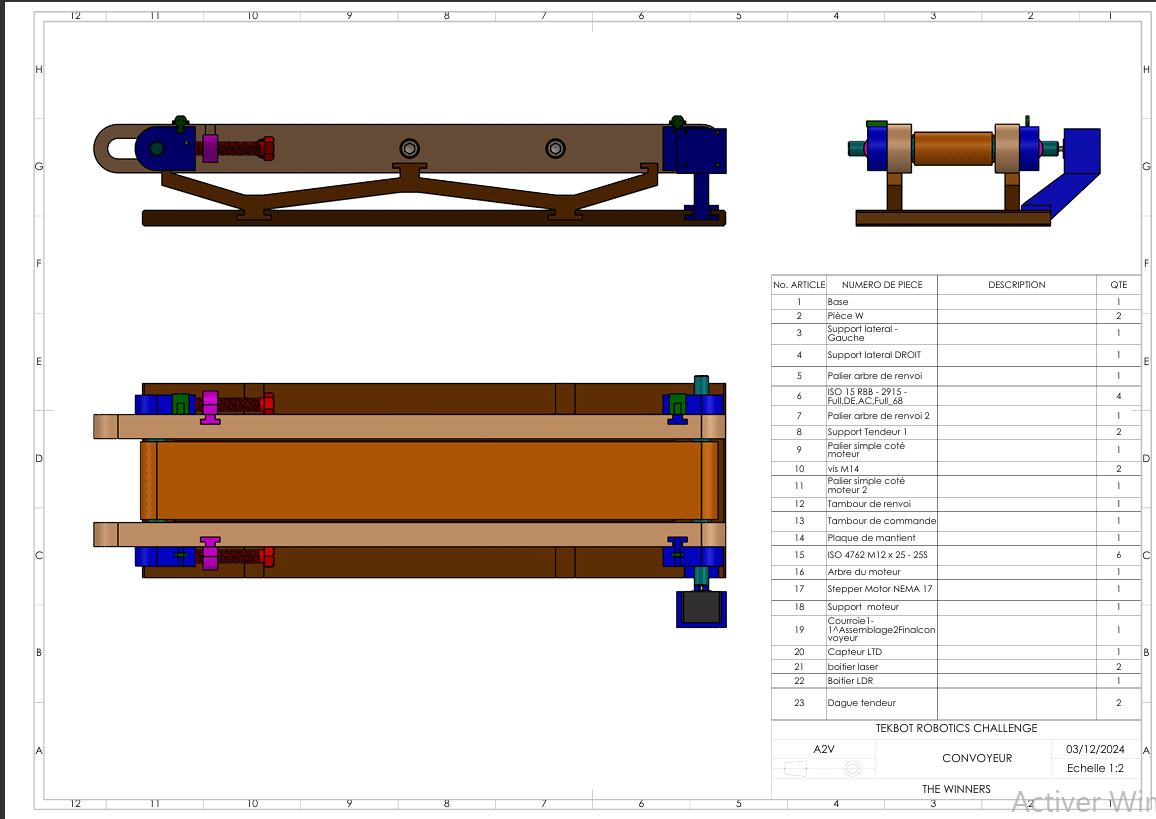 12 11 10 9 8 7 6 5 4 3 2 1
H H
G G
F F
E E
D D
C C
B B
A A
No. ARTICLE NUMERO DE PIECE DESCRIPTION QTE
1 Base 1
2 Pièce W 2
3 Support lateral - 1
Gauche
4 Support lateral DROIT 1
5 Palier arbre de renvoi 1
6 ISO 15 RBB - 2915 - 4
Full,DE,AC,Full_68
7 Palier arbre de renvoi 2 1
8 Support Tendeur 1 2
9 Palier simple coté 1
moteur
10 vis M14 2
11 Palier simple coté 1
moteur 2
12 Tambour de renvoi 1
13 Tambour de commande 1
14 Plaque de mantient 1
15 ISO 4762 M12 x 25 - 25S 6
16 Arbre du moteur 1
17 Stepper Motor NEMA 17 1
18 Support moteur 1
19 Courroie1- 1
1^Assemblage2Finalcon
voyeur
20 Capteur LTD 1
21 boitier laser 2
22 Boitier LDR 1
23 Dague tendeur 2
TEKBOT ROBOTICS CHALLENGE
A2V CONVOYEUR 03/12/2024
Echelle 1:2
THE WINNERS
12 11 10 9 8 7 6 5 4 3 2 1
Activer Win